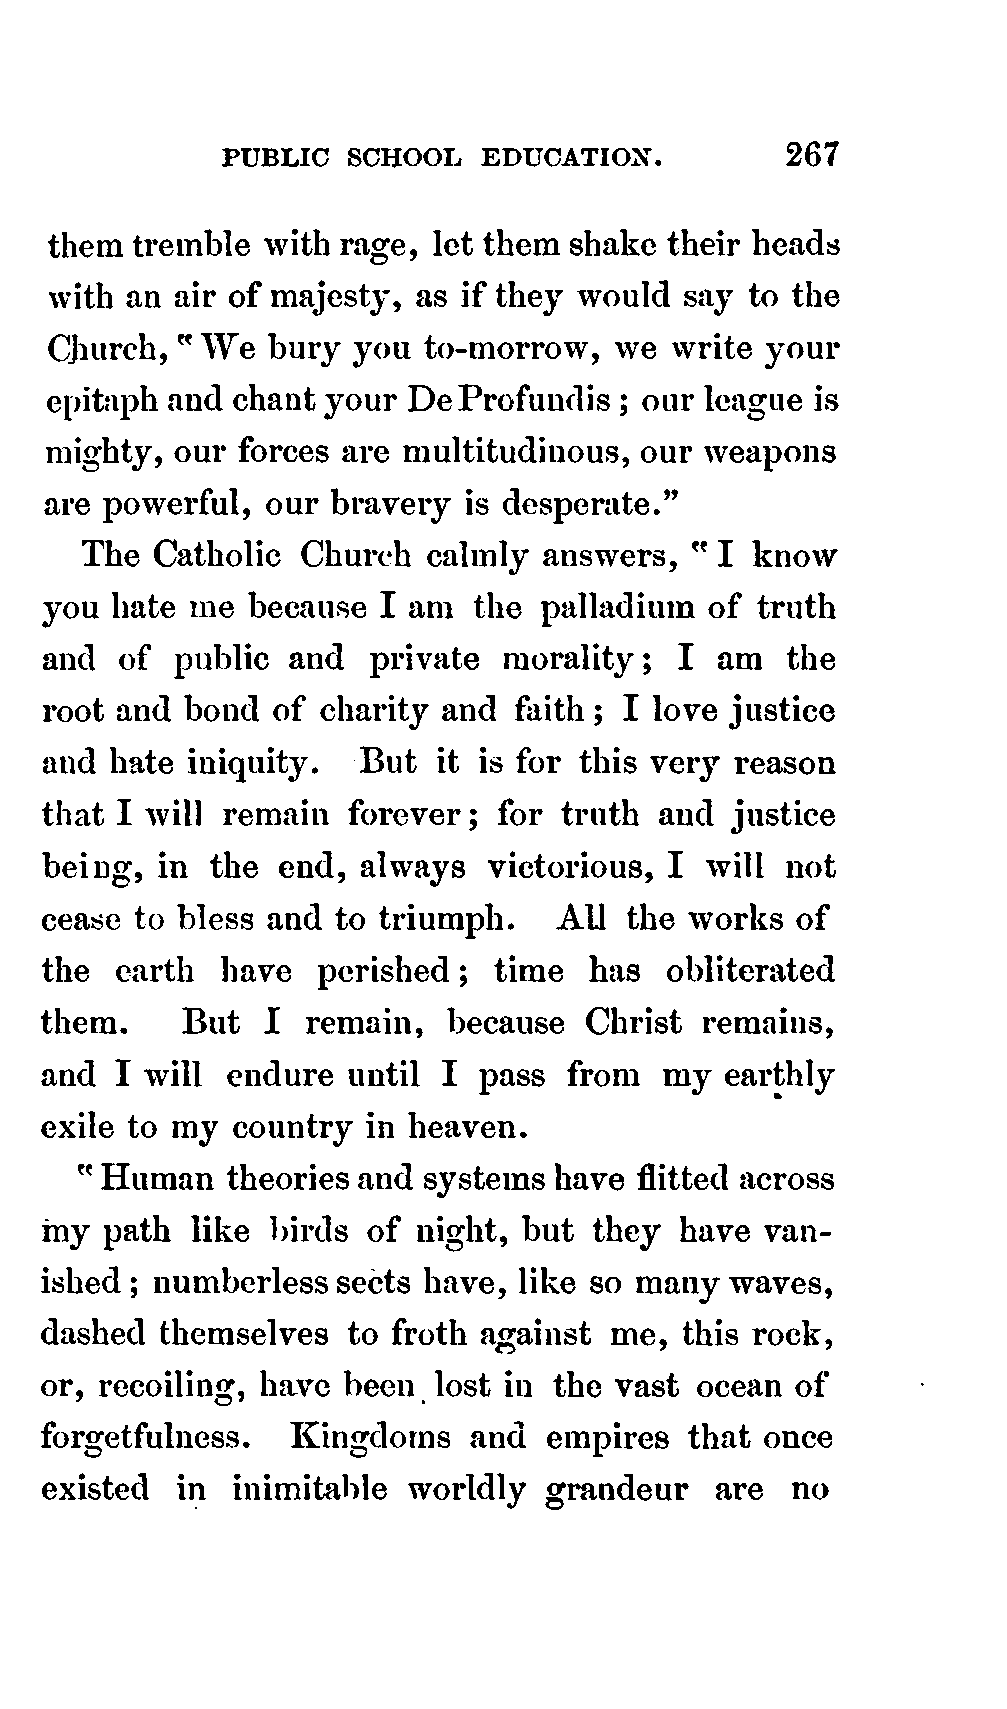 PUBLIC SCHOOL EDUCATION. 267
them tremble with rage, let them shake their heads
with an air of majesty, as if they would say to the
Church, "We bury you to-morrow, we write your
epitaph and chant your De Profundis; our league is
mighty, our forces are multitudinous, our weapons
are powerful, our bravery is desperate."
The Catholic Church calmly answers, "I know
you hate me because I am the palladium of truth
and of public and private morality; I am the
root and bond of charity and faith; I love justice
and hate iniquity. But it is for this very reason
that I will remain forever; for truth and justice
being, in the end, always victorious, I will not
cease to bless and to triumph. All the works of
the earth have perished; time has obliterated
them. But I remain, because Christ remains,
and I will endure until I pass from my earthly
exile to my country in heaven.
"Human theories and systems have flitted across
my path like birds of night, but they have van-
ished; numberless sects have, like so many waves,
dashed themselves to froth against me, this rock,
or, recoiling, have been lost in the vast ocean of
forgetfulness. Kingdoms and empires that once
existed in inimitable worldly grandeur are no